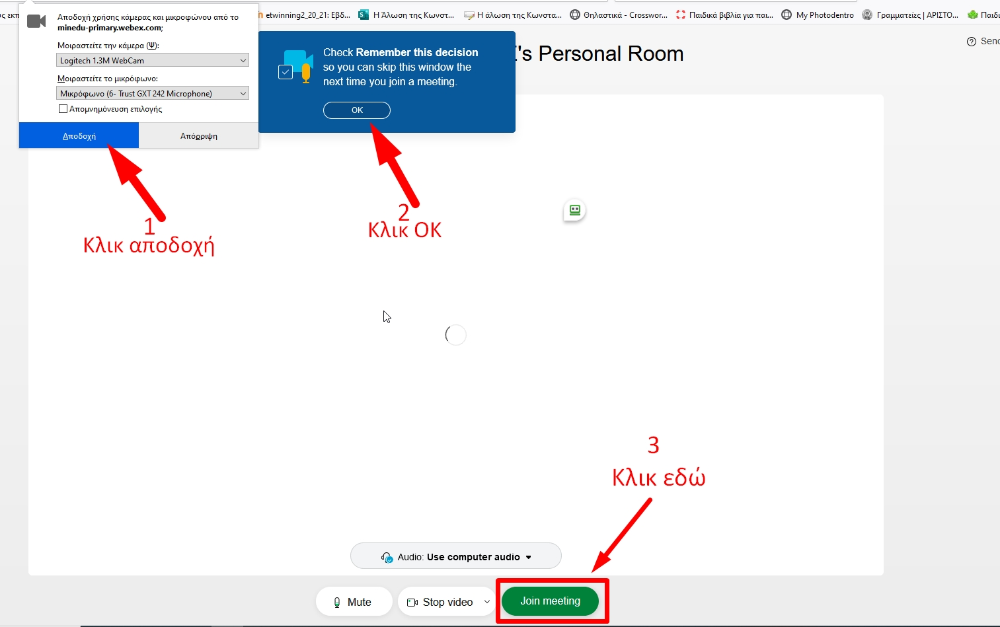 ς εκπ
etwinning2_20_21: Εβδ...
Η Άλωση της Κωνστ...
Η άλωση της Κωνστα...
Θηλαστικά - Crosswor...
Παιδικά βιβλία για παι...
My Photodentro
Γραμματείες | ΑΡΙΣΤΟ...
Παιδι
Αποδοχή χρήσης κάμερας και μικροφώνου από το
minedu-primary.webex.com;
Μοιραστείτε την κάμερα (Ψ):
Logitech 1.3M WebCam
Μοιραστείτε το μικρόφωνο:
Μικρόφωνο (6- Trust GXT 242 Microphone)
Απομνημόνευση επιλογής
Αποδοχή
Απόρριψη
Check Remember this decision
so you can skip this window the
next time you join a meeting.
OK
's Personal Room
Send
1
Κλικ αποδοχή
2
Κλικ ΟΚ
3
Κλικ εδώ
Audio: Use computer audio
Mute
Stop video
Join meeting